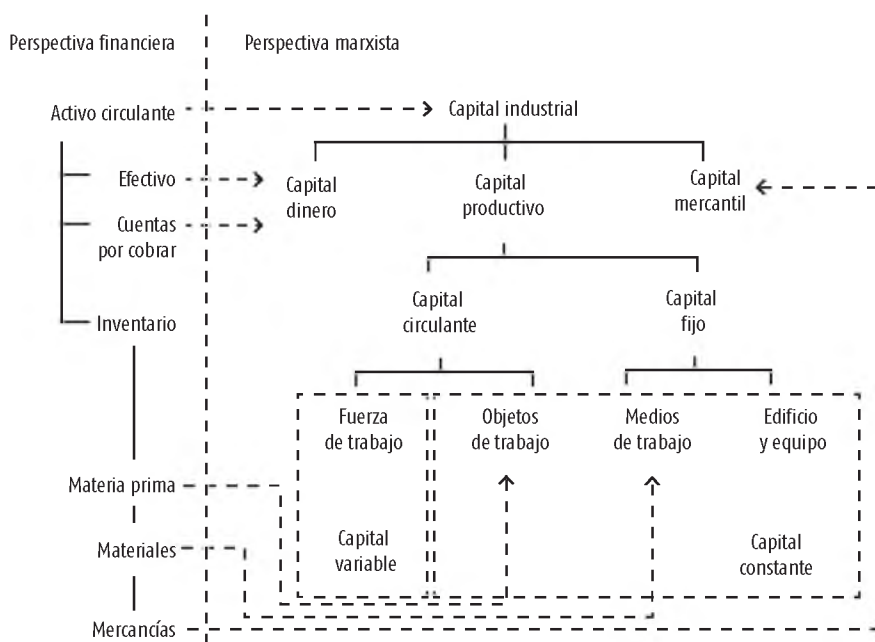 Perspectiva financiera
Perspectiva marxista
Activo circulante
Capital industrial
Efectivo
Capital
dinero
Capital
productivo
Capital
mercantil
Cuentas
por cobrar
Capital
circulante
Capital
fijo
Inventario
Fuerza
de trabajo
Objetos
de trabajo
Medios
de trabajo
Edificio
y equipo
Materia prima
Materiales
Capital
variable
Capital
constante
Mercancías